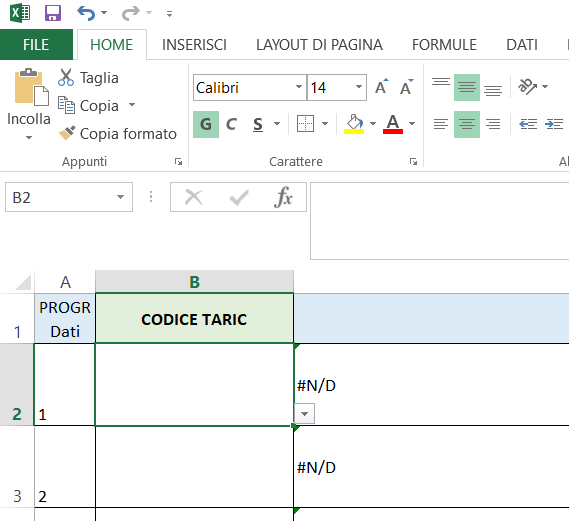 FILE HOME INSERISCI LAYOUT DI PAGINA FORMULE DATI
Incolla
Taglia
Copia
Copia formato
Appunti
Calibri 14 A A
G C S A
Carattere
B2 fx
A B
1 PROGR Dati CODICE TARIC
2 1 #N/D
3 2 #N/D